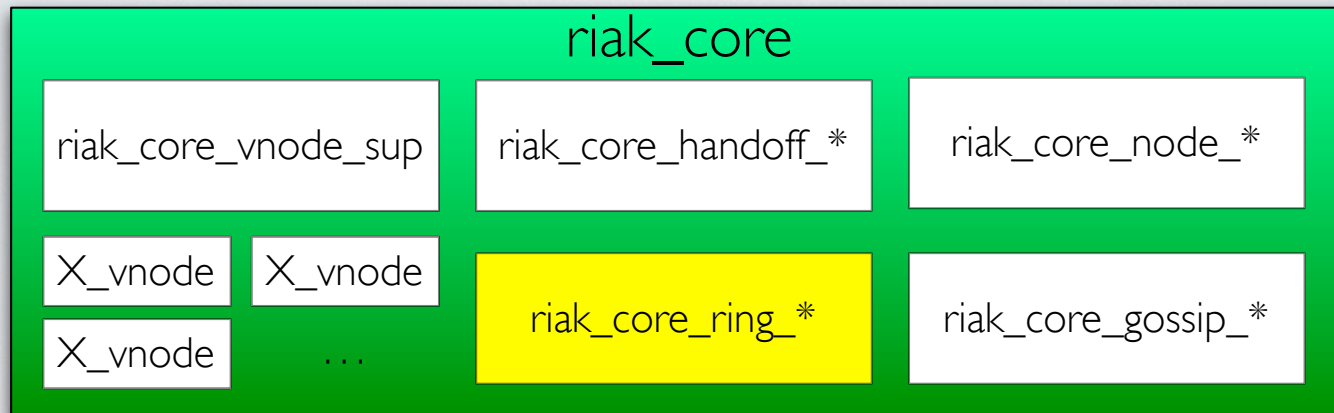 riak_core
riak_core_vnode_sup
riak_core_handoff_*
riak_core_node_*
X_vnode
X_vnode
X_vnode
...
riak_core_ring_*
riak_core_gossip_*